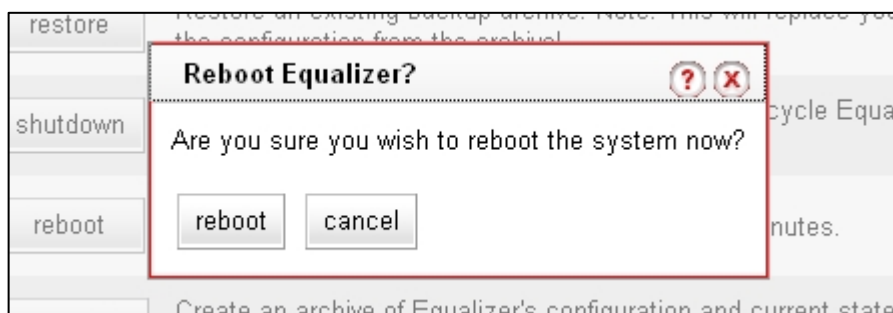 restore
Restore an existing backup archive. Note: This will replace you
the configuration from the archive!
Reboot Equalizer?
? X
shutdown
cycle Equa
Are you sure you wish to reboot the system now?
reboot
reboot cancel
nutes.
Create an archive of Equalizer's configuration and current state